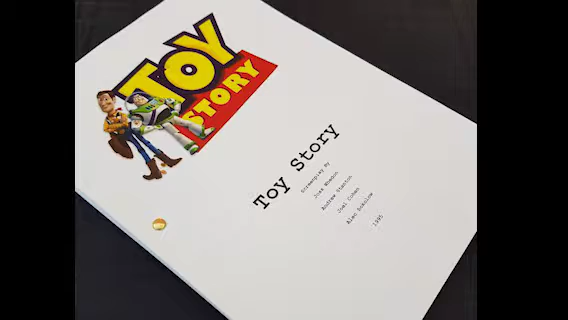 TOY
STORY
Toy Story
Screenplay By
Joss Whedon
Andrew Stanton
Joel Cohen
Alec Sokolow
1995